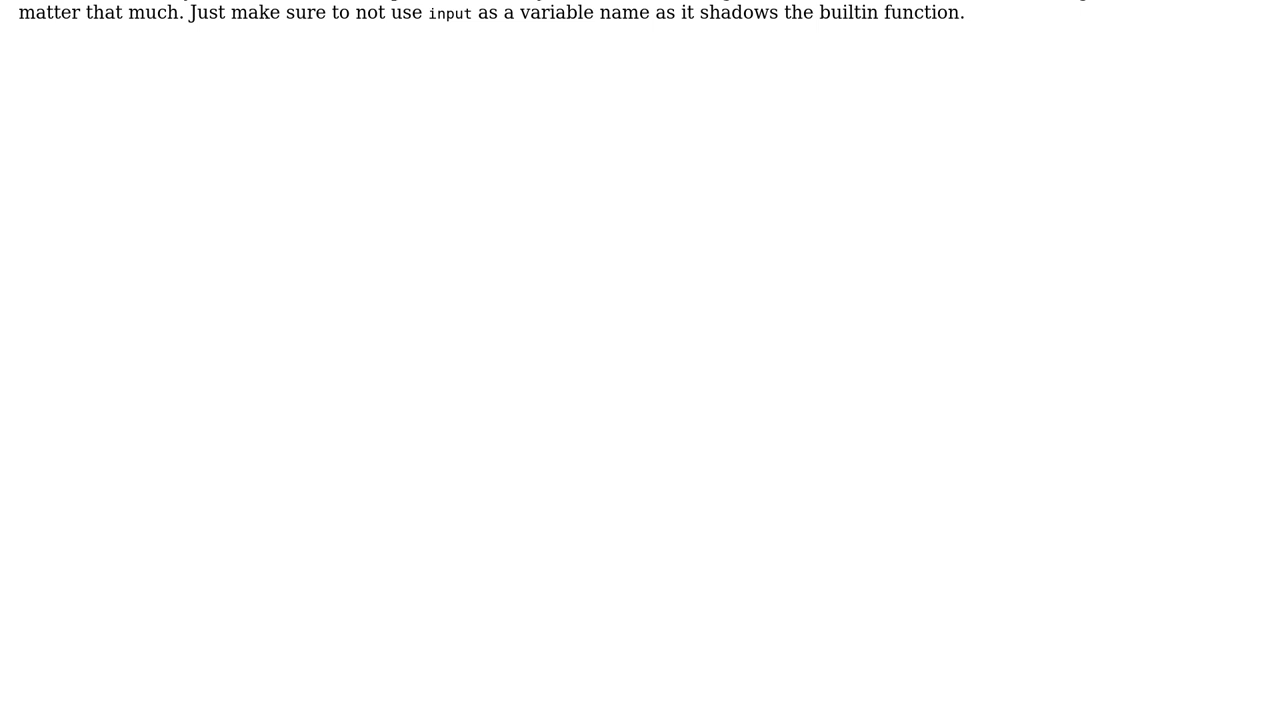 matter that much. Just make sure to not use input as a variable name as it shadows the builtin function.